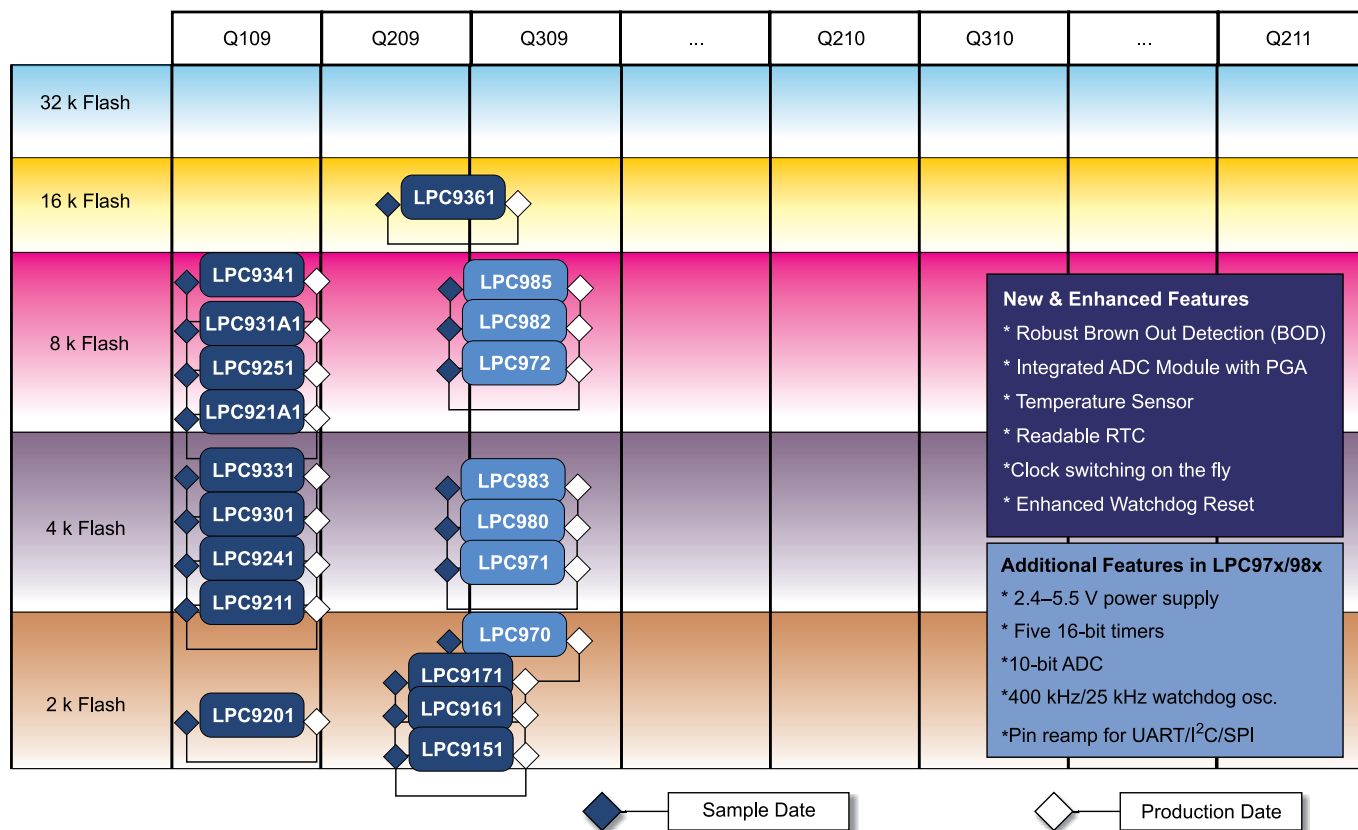 Q109 Q209 Q309 ... Q210 Q310 ... Q211
32 k Flash
16 k Flash
LPC9361
8 k Flash
LPC9341
LPC931A1
LPC9251
LPC921A1
LPC985
LPC982
LPC972
4 k Flash
LPC9331
LPC9301
LPC9241
LPC9211
LPC983
LPC980
LPC971
2 k Flash
LPC9201
LPC970
LPC9171
LPC9161
LPC9151
New & Enhanced Features
* Robust Brown Out Detection (BOD)
* Integrated ADC Module with PGA
* Temperature Sensor
* Readable RTC
*Clock switching on the fly
* Enhanced Watchdog Reset
Additional Features in LPC97x/98x
* 2.4–5.5 V power supply
* Five 16-bit timers
*10-bit ADC
*400 kHz/25 kHz watchdog osc.
*Pin reamp for UART/I²C/SPI
Sample Date
Production Date